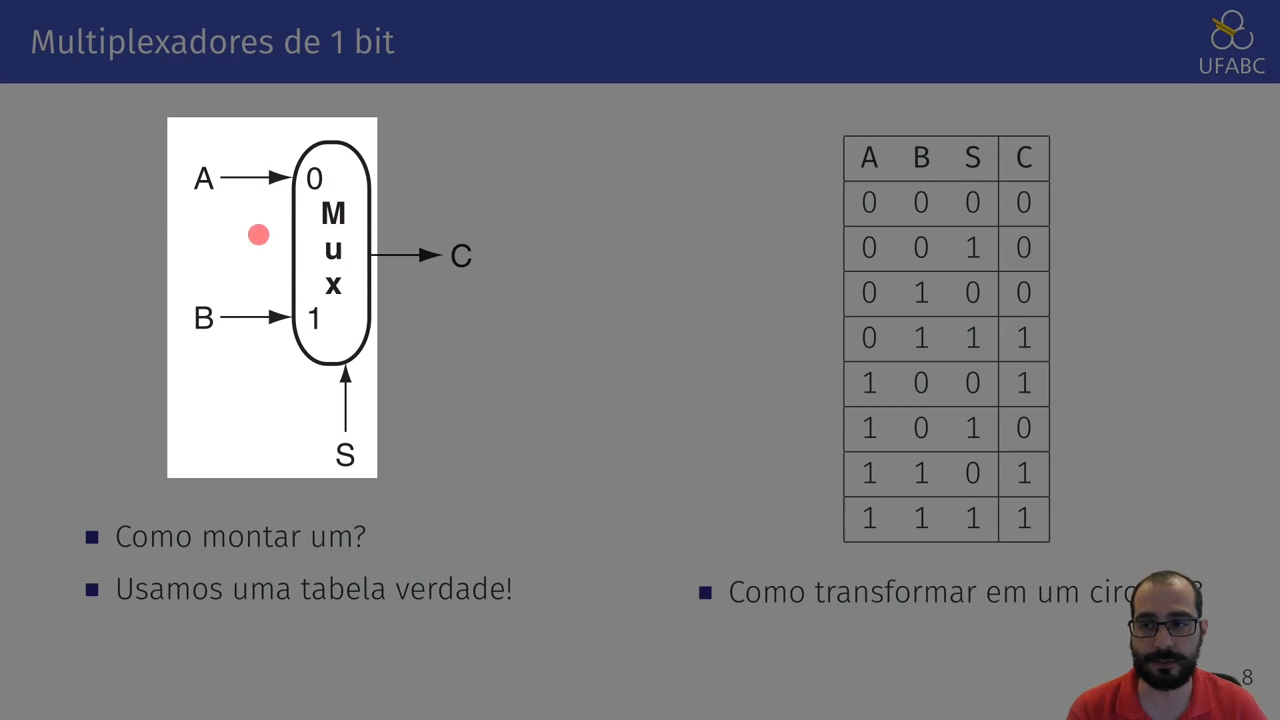 Multiplexadores de 1 bit
UFABC
A
0
M
u
x
C
B
1
S
Como montar um?
Usamos uma tabela verdade!
A B S C
0 0 0 0
0 0 1 0
0 1 0 0
0 1 1 1
1 0 0 1
1 0 1 0
1 1 0 1
1 1 1 1
Como transformar em um
8